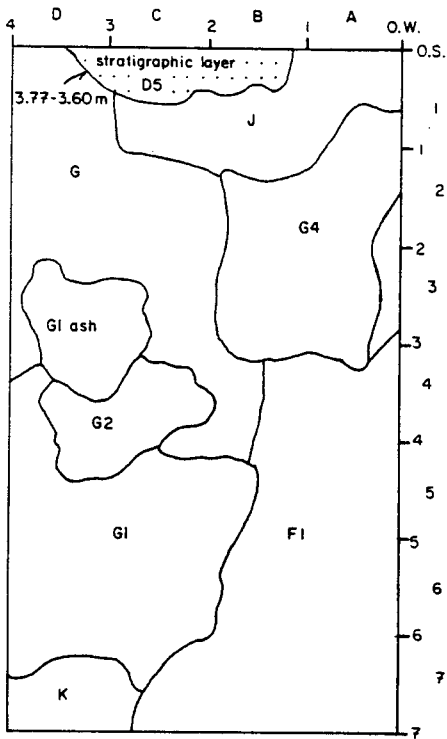 D C B A
4 3 2 1 O.W.
O.S.
stratigraphic layer
D5
3.77-3.60 m
1
J
1
G
2
G4
2
3
G1 ash
3
4
G2
4
5
G1
F1
5
6
6
7
K
7